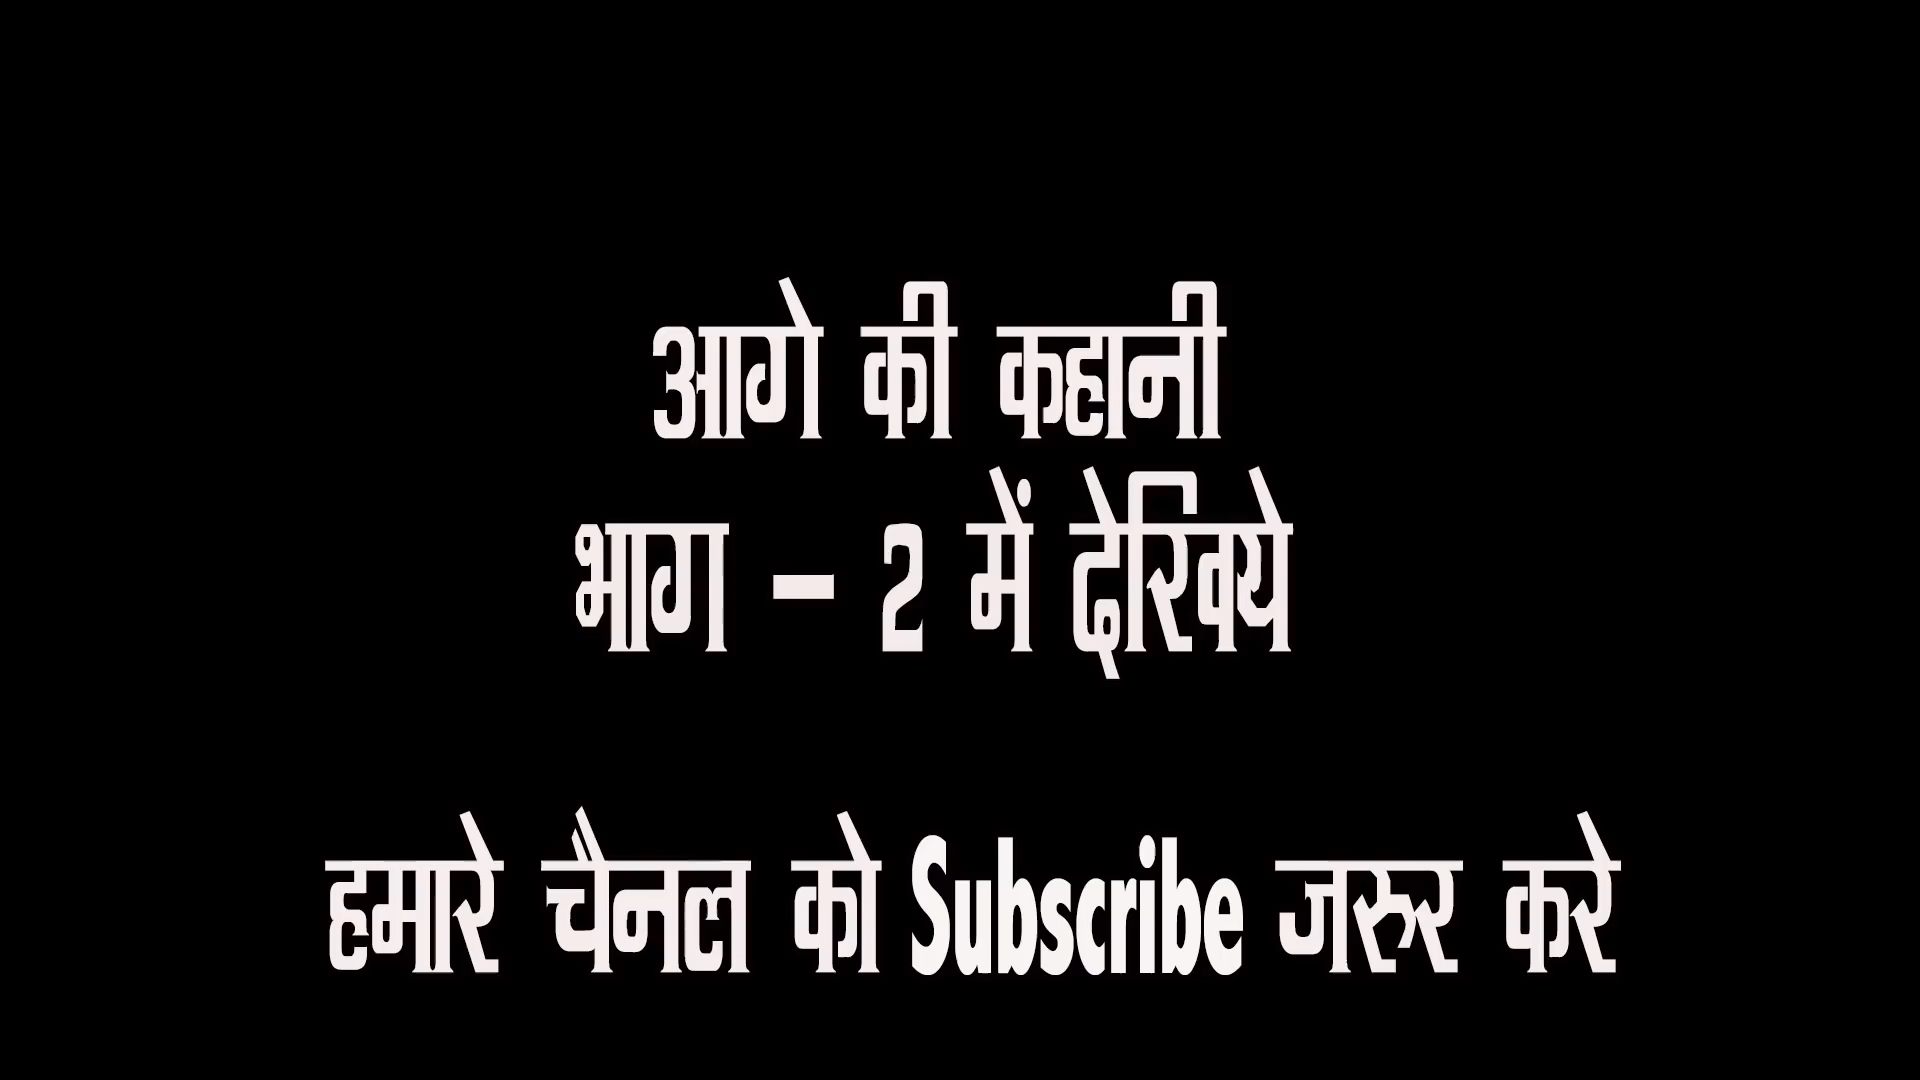 आगे की कहानी
भाग - 2 में देखिये
हमारे चैनल को Subscribe जरुर करे